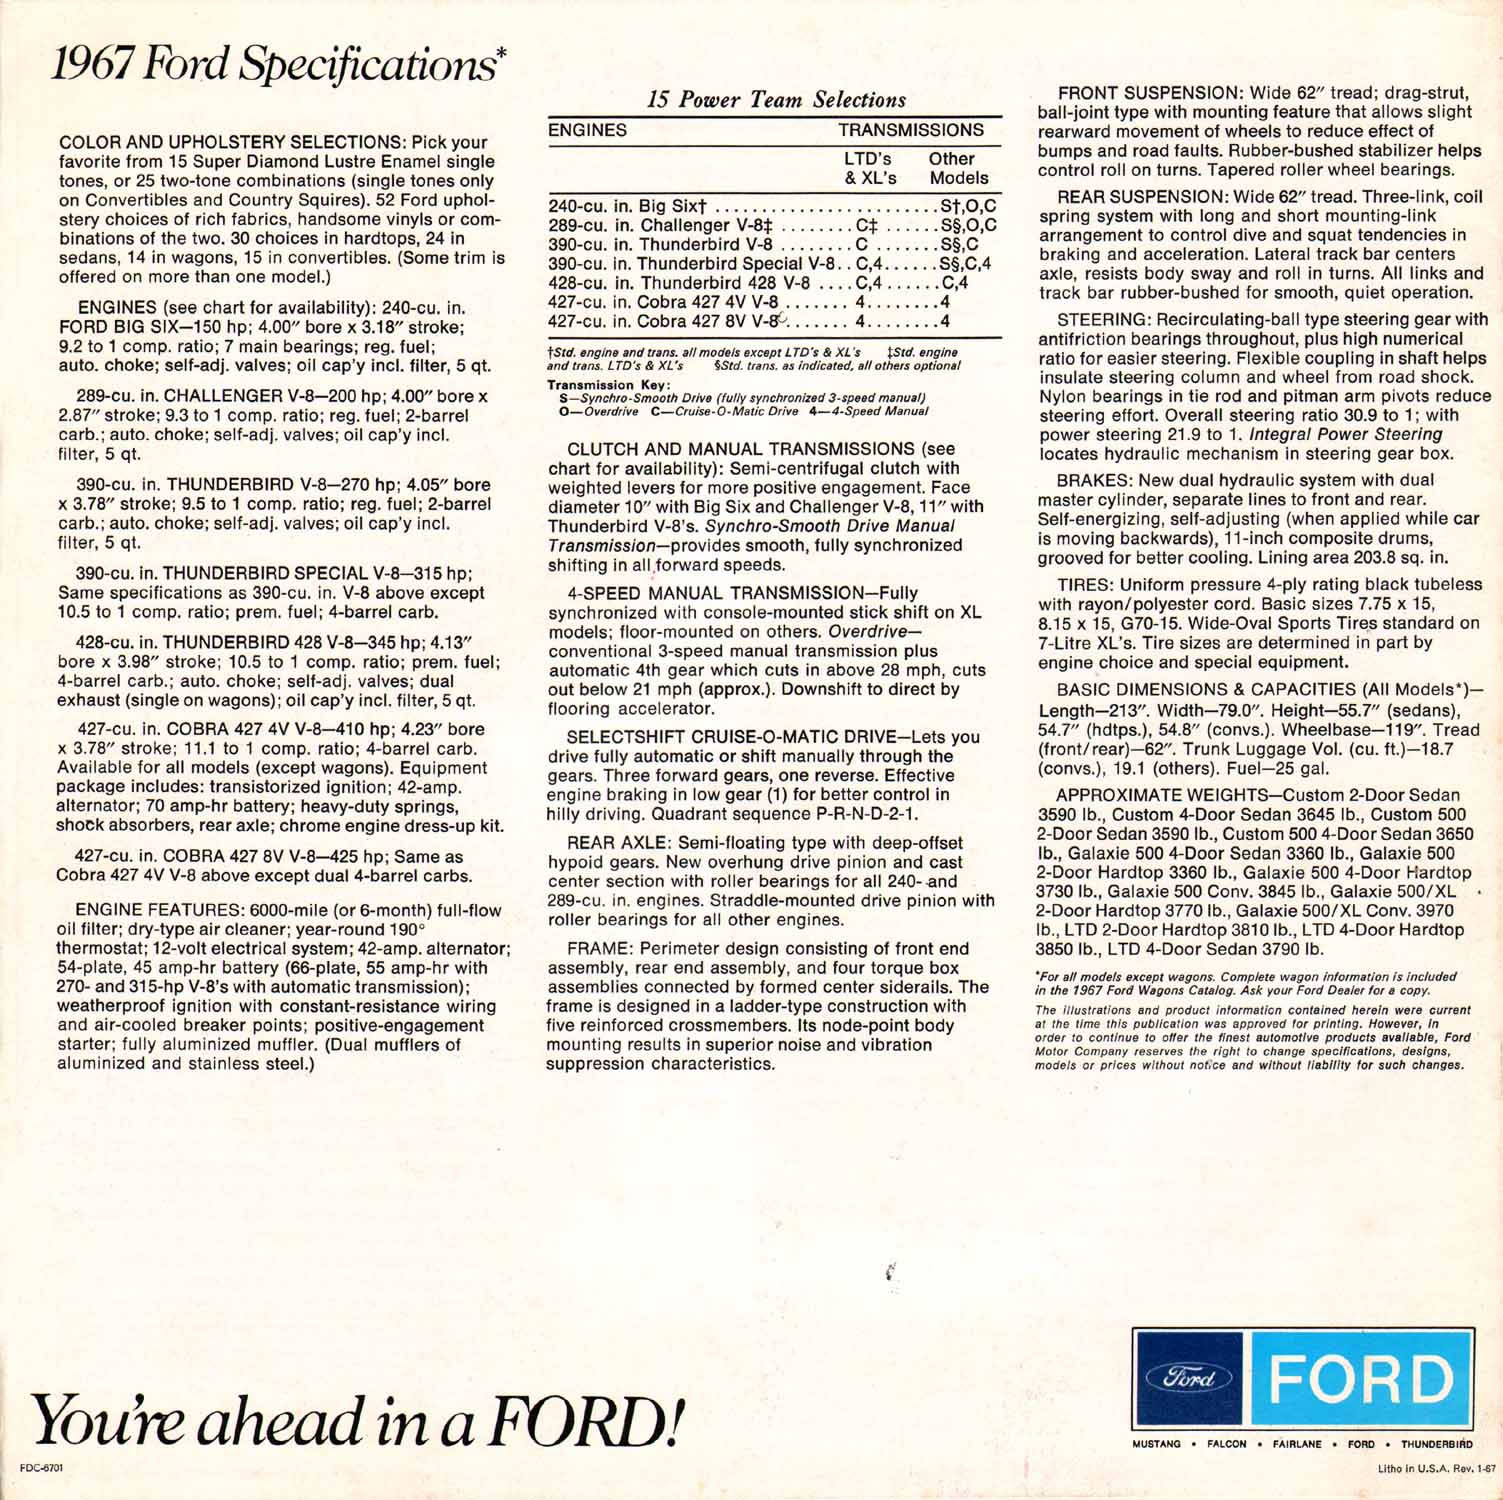 1967 Ford Specifications*
COLOR AND UPHOLSTERY SELECTIONS: Pick your
favorite from 15 Super Diamond Lustre Enamel single
tones, or 25 two-tone combinations (single tones only
on Convertibles and Country Squires). 52 Ford uphol-
stery choices of rich fabrics, handsome vinyls or com-
binations of the two. 30 choices in hardtops, 24 in
sedans, 14 in wagons, 15 in convertibles. (Some trim is
offered on more than one model.)
ENGINES (see chart for availability): 240-cu. in.
FORD BIG SIX—150 hp; 4.00″ bore x 3.18″ stroke;
9.2 to 1 comp. ratio; 7 main bearings; reg. fuel;
auto. choke; self-adj. valves; oil cap'y incl. filter, 5 qt.
289-cu. in. CHALLENGER V-8—200 hp; 4.00″ bore x
2.87″ stroke; 9.3 to 1 comp. ratio; reg. fuel; 2-barrel
carb.; auto. choke; self-adj. valves; oil cap'y incl.
filter, 5 qt.
390-cu. in. THUNDERBIRD V-8—270 hp; 4.05″ bore
x 3.78″ stroke; 9.5 to 1 comp. ratio; reg. fuel; 2-barrel
carb.; auto. choke; self-adj. valves; oil cap'y incl.
filter, 5 qt.
390-cu. in. THUNDERBIRD SPECIAL V-8—315 hp;
Same specifications as 390-cu. in. V-8 above except
10.5 to 1 comp. ratio; prem. fuel; 4-barrel carb.
428-cu. in. THUNDERBIRD 428 V-8—345 hp; 4.13″
bore x 3.98″ stroke; 10.5 to 1 comp. ratio; prem. fuel;
4-barrel carb.; auto. choke; self-adj. valves; dual
exhaust (single on wagons); oil cap'y incl. filter, 5 qt.
427-cu. in. COBRA 427 4V V-8—410 hp; 4.23″ bore
x 3.78″ stroke; 11.1 to 1 comp. ratio; 4-barrel carb.
Available for all models (except wagons). Equipment
package includes: transistorized ignition; 42-amp.
alternator; 70 amp-hr battery; heavy-duty springs,
shock absorbers, rear axle; chrome engine dress-up kit.
427-cu. in. COBRA 427 8V V-8—425 hp; Same as
Cobra 427 4V V-8 above except dual 4-barrel carbs.
ENGINE FEATURES: 6000-mile (or 6-month) full-flow
oil filter; dry-type air cleaner; year-round 190°
thermostat; 12-volt electrical system; 42-amp. alternator;
54-plate, 45 amp-hr battery (66-plate, 55 amp-hr with
270- and 315-hp V-8's with automatic transmission);
weatherproof ignition with constant-resistance wiring
and air-cooled breaker points; positive-engagement
starter; fully aluminized muffler. (Dual mufflers of
aluminized and stainless steel.)
15 Power Team Selections
ENGINES TRANSMISSIONS
LTD's Other
& XL's Models
240-cu. in. Big Six† ........................S†,O,C
289-cu. in. Challenger V-8‡ ........C‡ ......S§,O,C
390-cu. in. Thunderbird V-8 ........C .......S§,C
390-cu. in. Thunderbird Special V-8..C,4......S§,C,4
428-cu. in. Thunderbird 428 V-8 ....C,4......C,4
427-cu. in. Cobra 427 4V V-8 .......4........4
427-cu. in. Cobra 427 8V V-8.......4........4
†Std. engine and trans. all models except LTD's & XL's ‡Std. engine
and trans. LTD's & XL's §Std. trans. as indicated, all others optional
Transmission Key:
S—Synchro-Smooth Drive (fully synchronized 3-speed manual)
O—Overdrive C—Cruise-O-Matic Drive 4—4-Speed Manual
CLUTCH AND MANUAL TRANSMISSIONS (see
chart for availability): Semi-centrifugal clutch with
weighted levers for more positive engagement. Face
diameter 10″ with Big Six and Challenger V-8, 11″ with
Thunderbird V-8's. Synchro-Smooth Drive Manual
Transmission—provides smooth, fully synchronized
shifting in all forward speeds.
4-SPEED MANUAL TRANSMISSION—Fully
synchronized with console-mounted stick shift on XL
models; floor-mounted on others. Overdrive—
conventional 3-speed manual transmission plus
automatic 4th gear which cuts in above 28 mph, cuts
out below 21 mph (approx.). Downshift to direct by
flooring accelerator.
SELECTSHIFT CRUISE-O-MATIC DRIVE—Lets you
drive fully automatic or shift manually through the
gears. Three forward gears, one reverse. Effective
engine braking in low gear (1) for better control in
hilly driving. Quadrant sequence P-R-N-D-2-1.
REAR AXLE: Semi-floating type with deep-offset
hypoid gears. New overhung drive pinion and cast
center section with roller bearings for all 240- and
289-cu. in. engines. Straddle-mounted drive pinion with
roller bearings for all other engines.
FRAME: Perimeter design consisting of front end
assembly, rear end assembly, and four torque box
assemblies connected by formed center siderails. The
frame is designed in a ladder-type construction with
five reinforced crossmembers. Its node-point body
mounting results in superior noise and vibration
suppression characteristics.
FRONT SUSPENSION: Wide 62″ tread; drag-strut,
ball-joint type with mounting feature that allows slight
rearward movement of wheels to reduce effect of
bumps and road faults. Rubber-bushed stabilizer helps
control roll on turns. Tapered roller wheel bearings.
REAR SUSPENSION: Wide 62″ tread. Three-link, coil
spring system with long and short mounting-link
arrangement to control dive and squat tendencies in
braking and acceleration. Lateral track bar centers
axle, resists body sway and roll in turns. All links and
track bar rubber-bushed for smooth, quiet operation.
STEERING: Recirculating-ball type steering gear with
antifriction bearings throughout, plus high numerical
ratio for easier steering. Flexible coupling in shaft helps
insulate steering column and wheel from road shock.
Nylon bearings in tie rod and pitman arm pivots reduce
steering effort. Overall steering ratio 30.9 to 1; with
power steering 21.9 to 1. Integral Power Steering
locates hydraulic mechanism in steering gear box.
BRAKES: New dual hydraulic system with dual
master cylinder, separate lines to front and rear.
Self-energizing, self-adjusting (when applied while car
is moving backwards), 11-inch composite drums,
grooved for better cooling. Lining area 203.8 sq. in.
TIRES: Uniform pressure 4-ply rating black tubeless
with rayon/polyester cord. Basic sizes 7.75 x 15,
8.15 x 15, G70-15. Wide-Oval Sports Tires standard on
7-Litre XL's. Tire sizes are determined in part by
engine choice and special equipment.
BASIC DIMENSIONS & CAPACITIES (All Models*)—
Length—213″. Width—79.0″. Height—55.7″ (sedans),
54.7″ (hdtps.), 54.8″ (convs.). Wheelbase—119″. Tread
(front/rear)—62″. Trunk Luggage Vol. (cu. ft.)—18.7
(convs.), 19.1 (others). Fuel—25 gal.
APPROXIMATE WEIGHTS—Custom 2-Door Sedan
3590 lb., Custom 4-Door Sedan 3645 lb., Custom 500
2-Door Sedan 3590 lb., Custom 500 4-Door Sedan 3650
lb., Galaxie 500 4-Door Sedan 3360 lb., Galaxie 500
2-Door Hardtop 3360 lb., Galaxie 500 4-Door Hardtop
3730 lb., Galaxie 500 Conv. 3845 lb., Galaxie 500/XL
2-Door Hardtop 3770 lb., Galaxie 500/XL Conv. 3970
lb., LTD 2-Door Hardtop 3810 lb., LTD 4-Door Hardtop
3850 lb., LTD 4-Door Sedan 3790 lb.
*For all models except wagons. Complete wagon information is included
in the 1967 Ford Wagons Catalog. Ask your Ford Dealer for a copy.
The illustrations and product information contained herein were current
at the time this publication was approved for printing. However, in
order to continue to offer the finest automotive products available, Ford
Motor Company reserves the right to change specifications, designs,
models or prices without notice and without liability for such changes.
You're ahead in a FORD!
Ford FORD
MUSTANG • FALCON • FAIRLANE • FORD • THUNDERBIRD
FDC-6701
Litho in U.S.A. Rev. 1-67